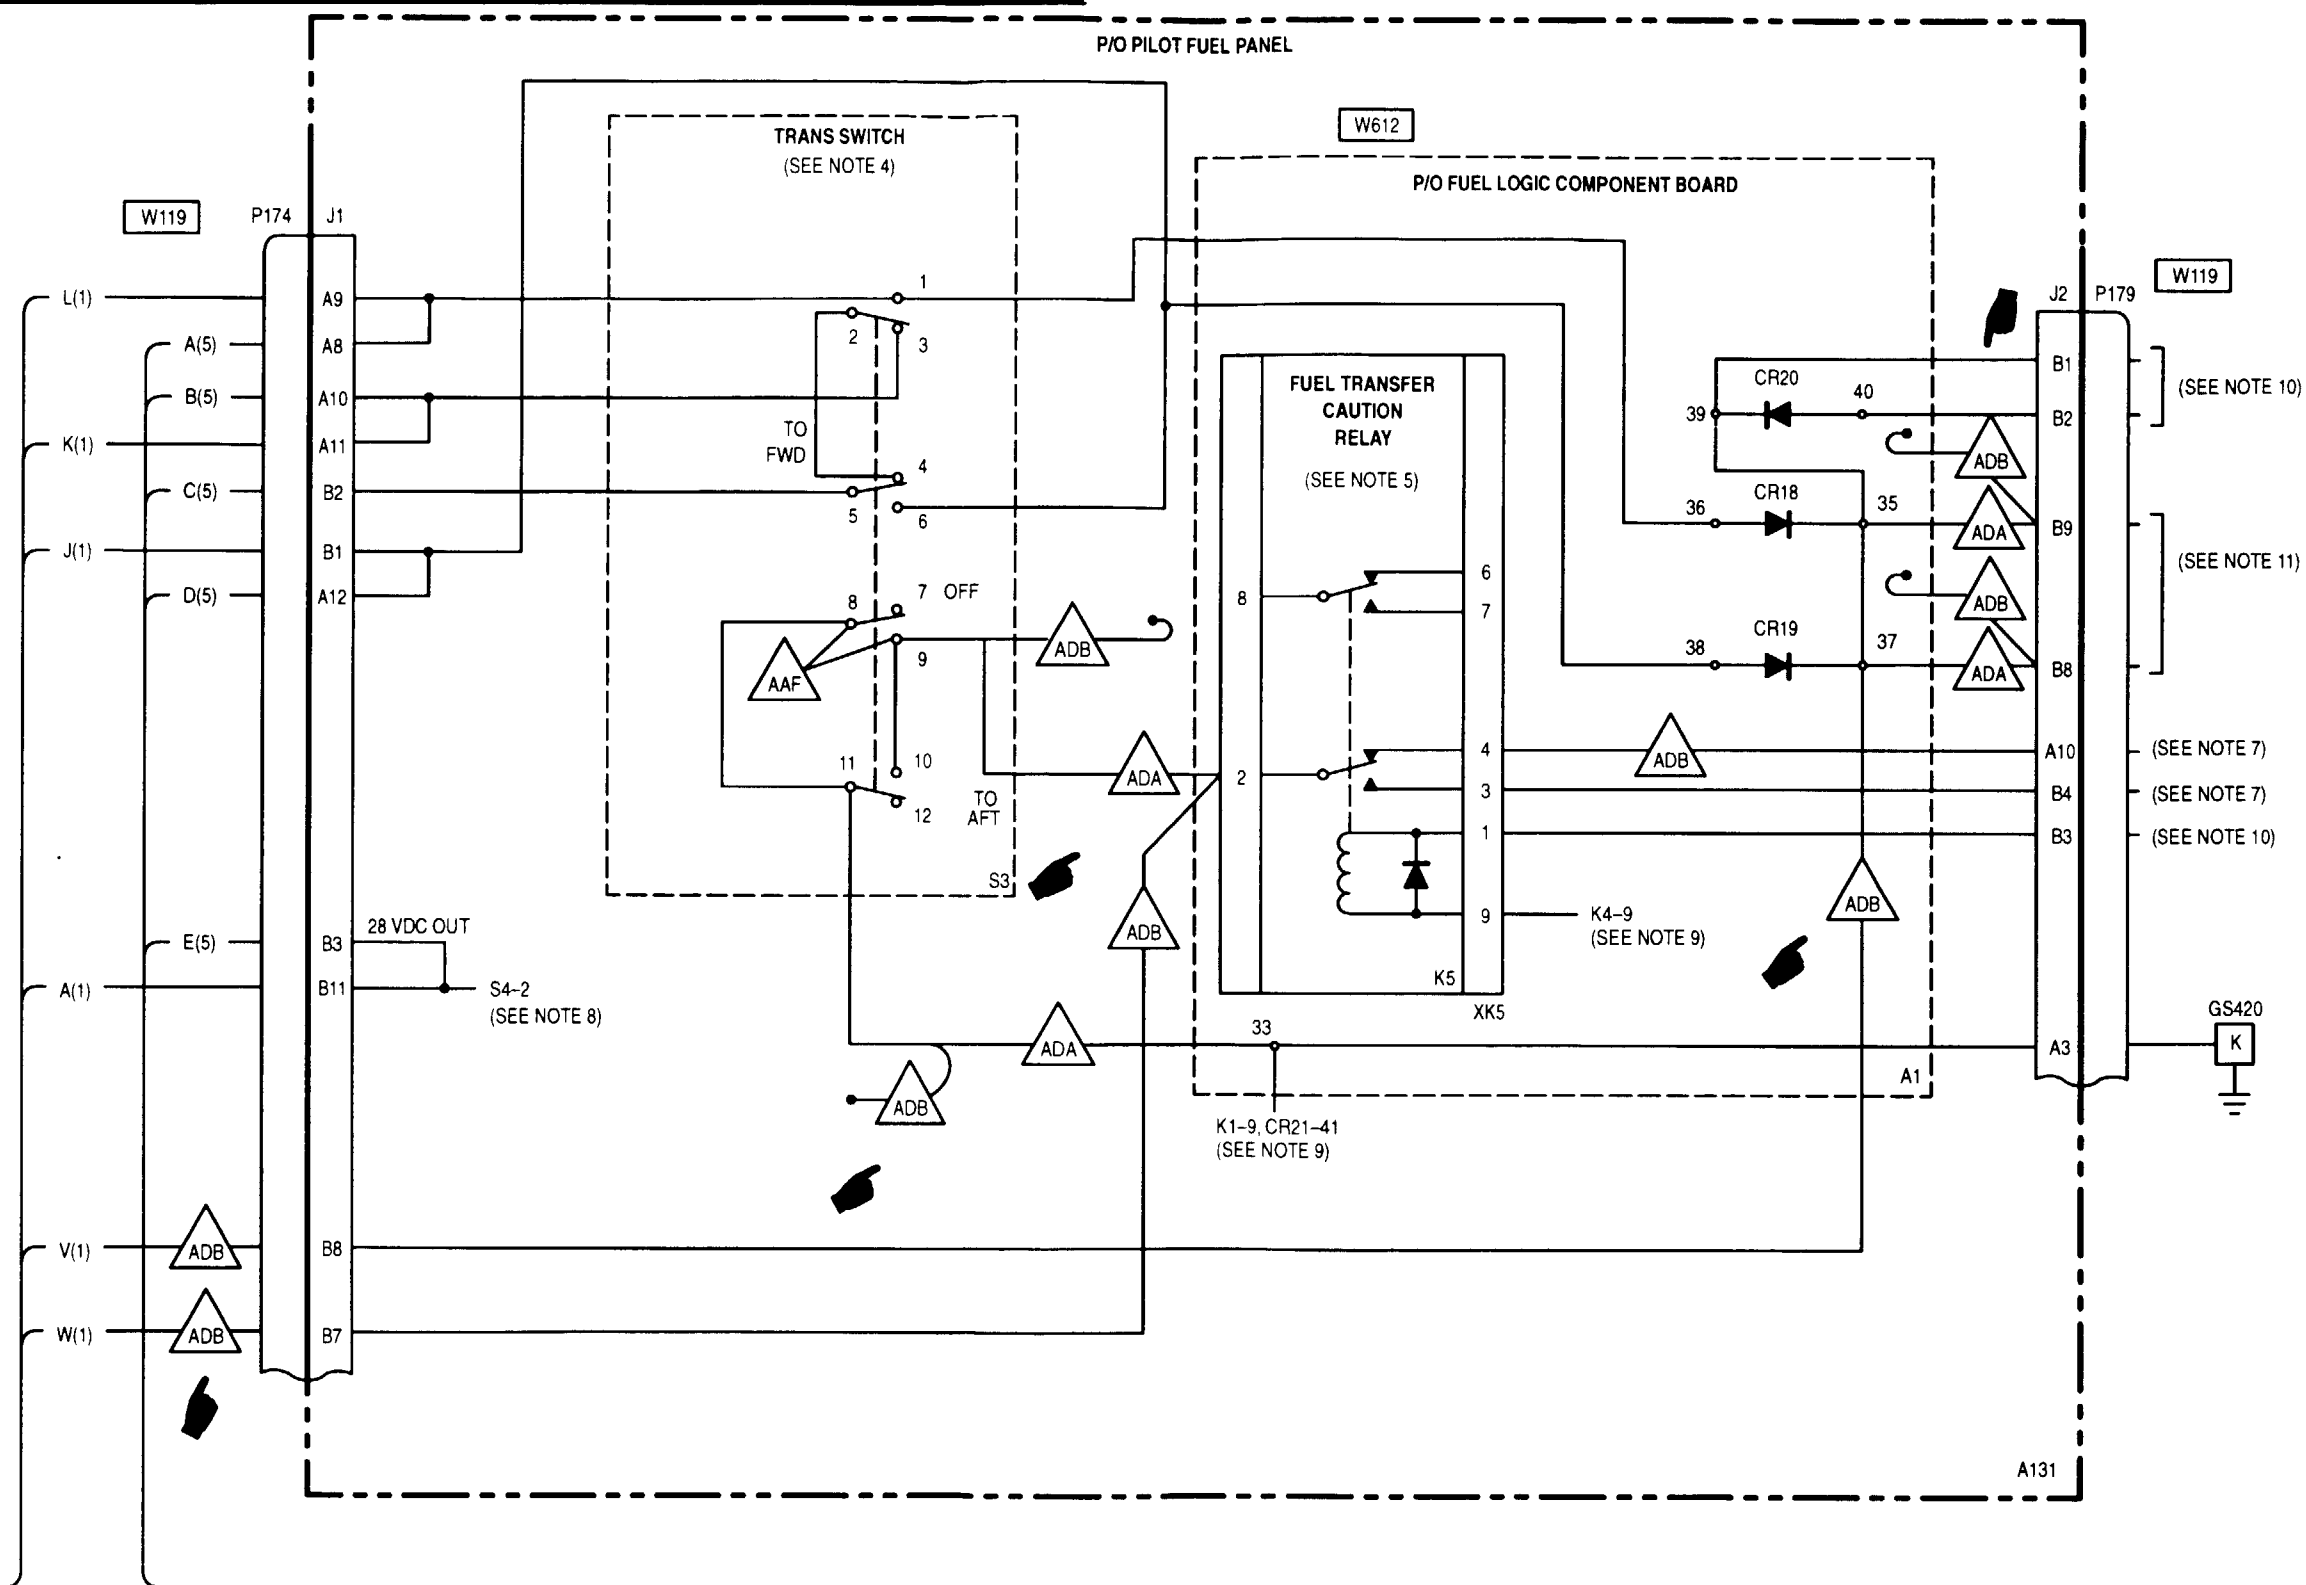 P/O PILOT FUEL PANEL
W612
TRANS SWITCH
(SEE NOTE 4)
P/O FUEL LOGIC COMPONENT BOARD
W119
P174
J1
W119
J2
P179
L(1)
A9
1
A(5)
A8
2
3
B(5)
A10
K(1)
A11
TO
FWD
4
C(5)
B2
5
6
J(1)
B1
D(5)
A12
7
OFF
8
9
AAF
ADB
10
11
12
TO
AFT
ADA
S3
FUEL TRANSFER
CAUTION
RELAY
(SEE NOTE 5)
8
6
7
2
4
3
1
9
K5
XK5
K4-9
(SEE NOTE 9)
CR20
39
40
B1
B2
(SEE NOTE 10)
ADB
CR18
36
35
ADA
B9
(SEE NOTE 11)
ADB
CR19
38
37
ADA
B8
ADB
A10
(SEE NOTE 7)
B4
(SEE NOTE 7)
B3
(SEE NOTE 10)
ADB
ADB
E(5)
B3
28 VDC OUT
A(1)
B11
S4-2
(SEE NOTE 8)
GS420
K
33
ADA
A3
A1
ADB
K1-9, CR21-41
(SEE NOTE 9)
V(1)
ADB
B8
W(1)
ADB
B7
A131